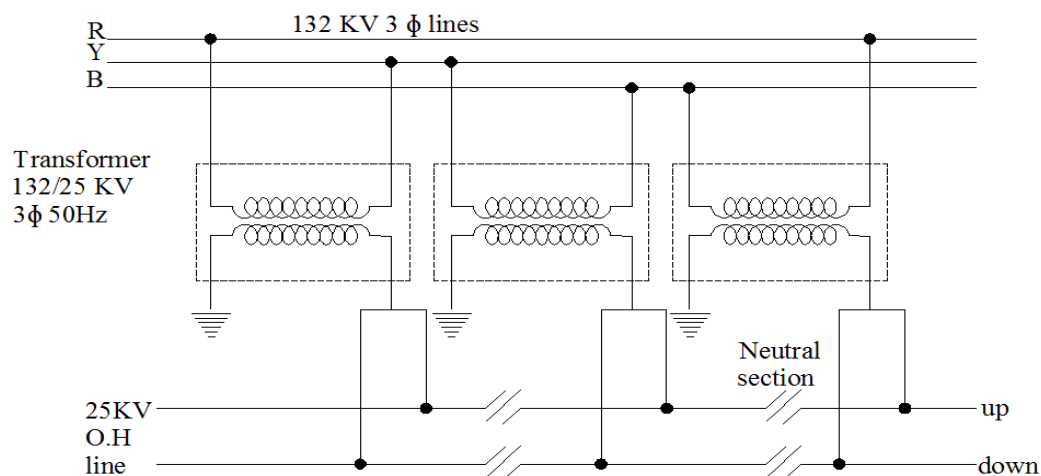 132 KV 3 ϕ lines
R
Y
B
Transformer
132/25 KV
3ϕ 50Hz
Neutral
section
25KV
O.H
line
up
down